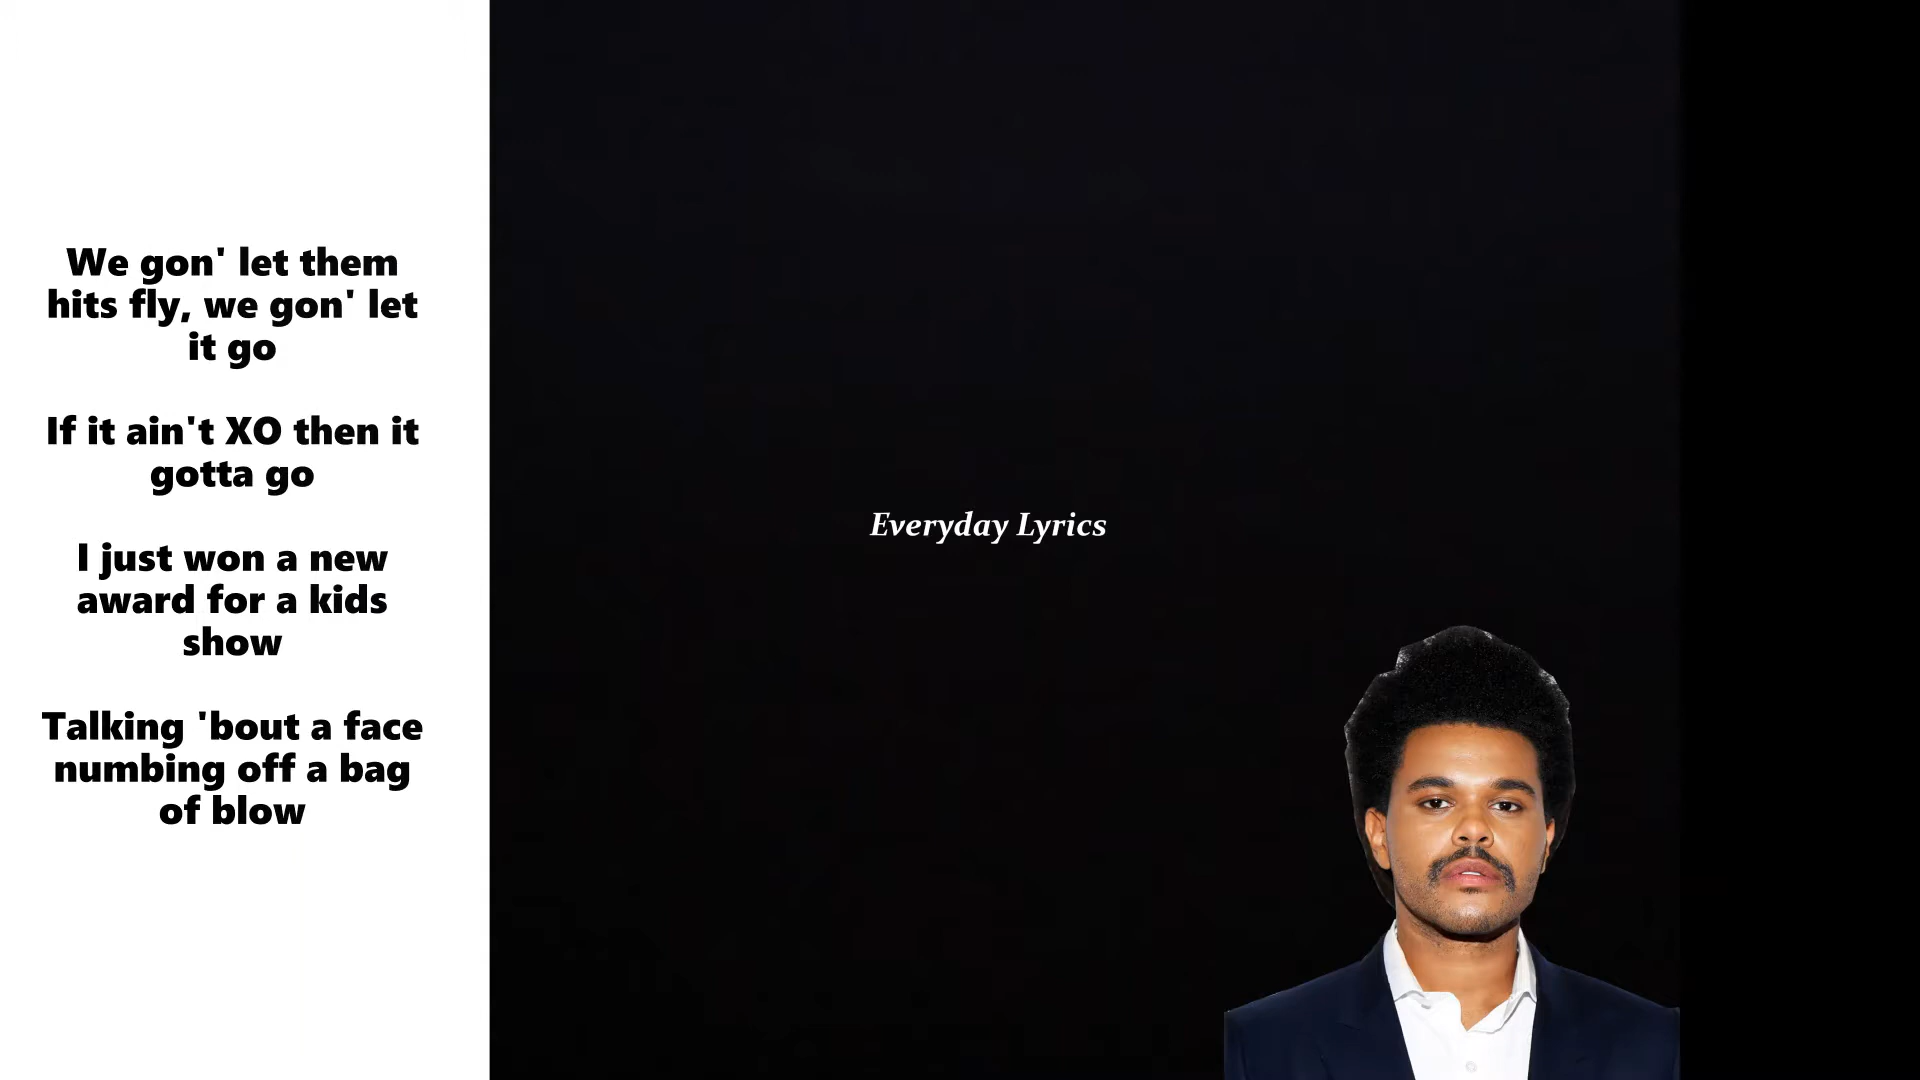 We gon' let them
hits fly, we gon' let
it go
If it ain't XO then it
gotta go
I just won a new
award for a kids
show
Talking 'bout a face
numbing off a bag
of blow
Everyday Lyrics